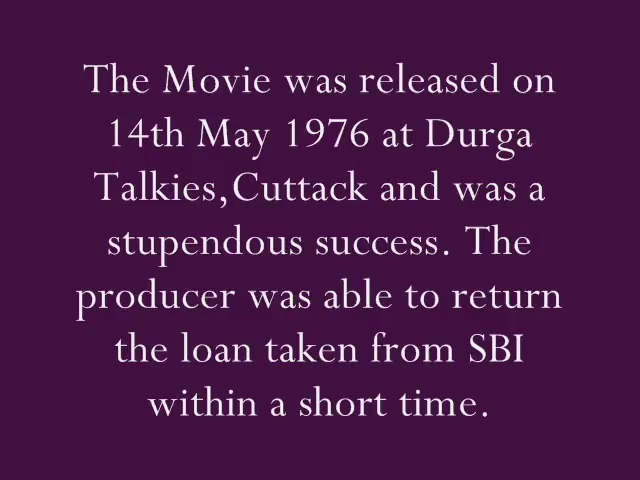 The Movie was released on
14th May 1976 at Durga
Talkies,Cuttack and was a
stupendous success. The
producer was able to return
the loan taken from SBI
within a short time.